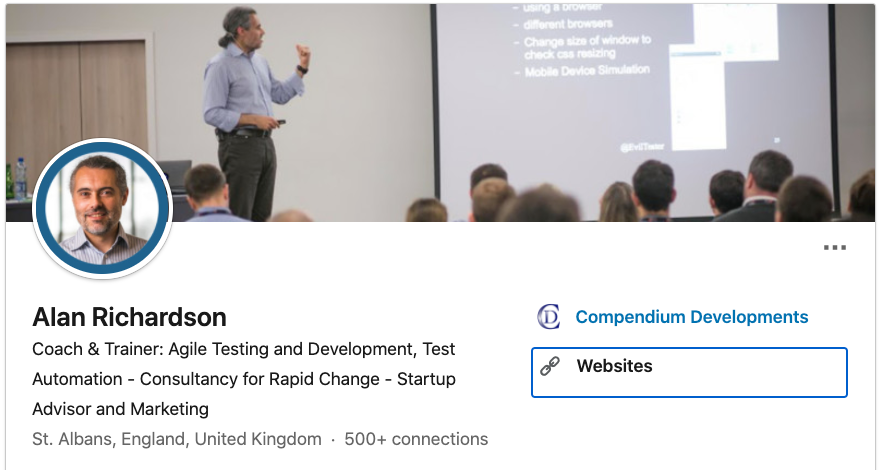 – using a browser
– different browsers
– Change size of window to
check css resizing
– Mobile Device Simulation
@EvilTester
Alan Richardson
Coach & Trainer: Agile Testing and Development, Test
Automation - Consultancy for Rapid Change - Startup
Advisor and Marketing
St. Albans, England, United Kingdom · 500+ connections
Compendium Developments
Websites